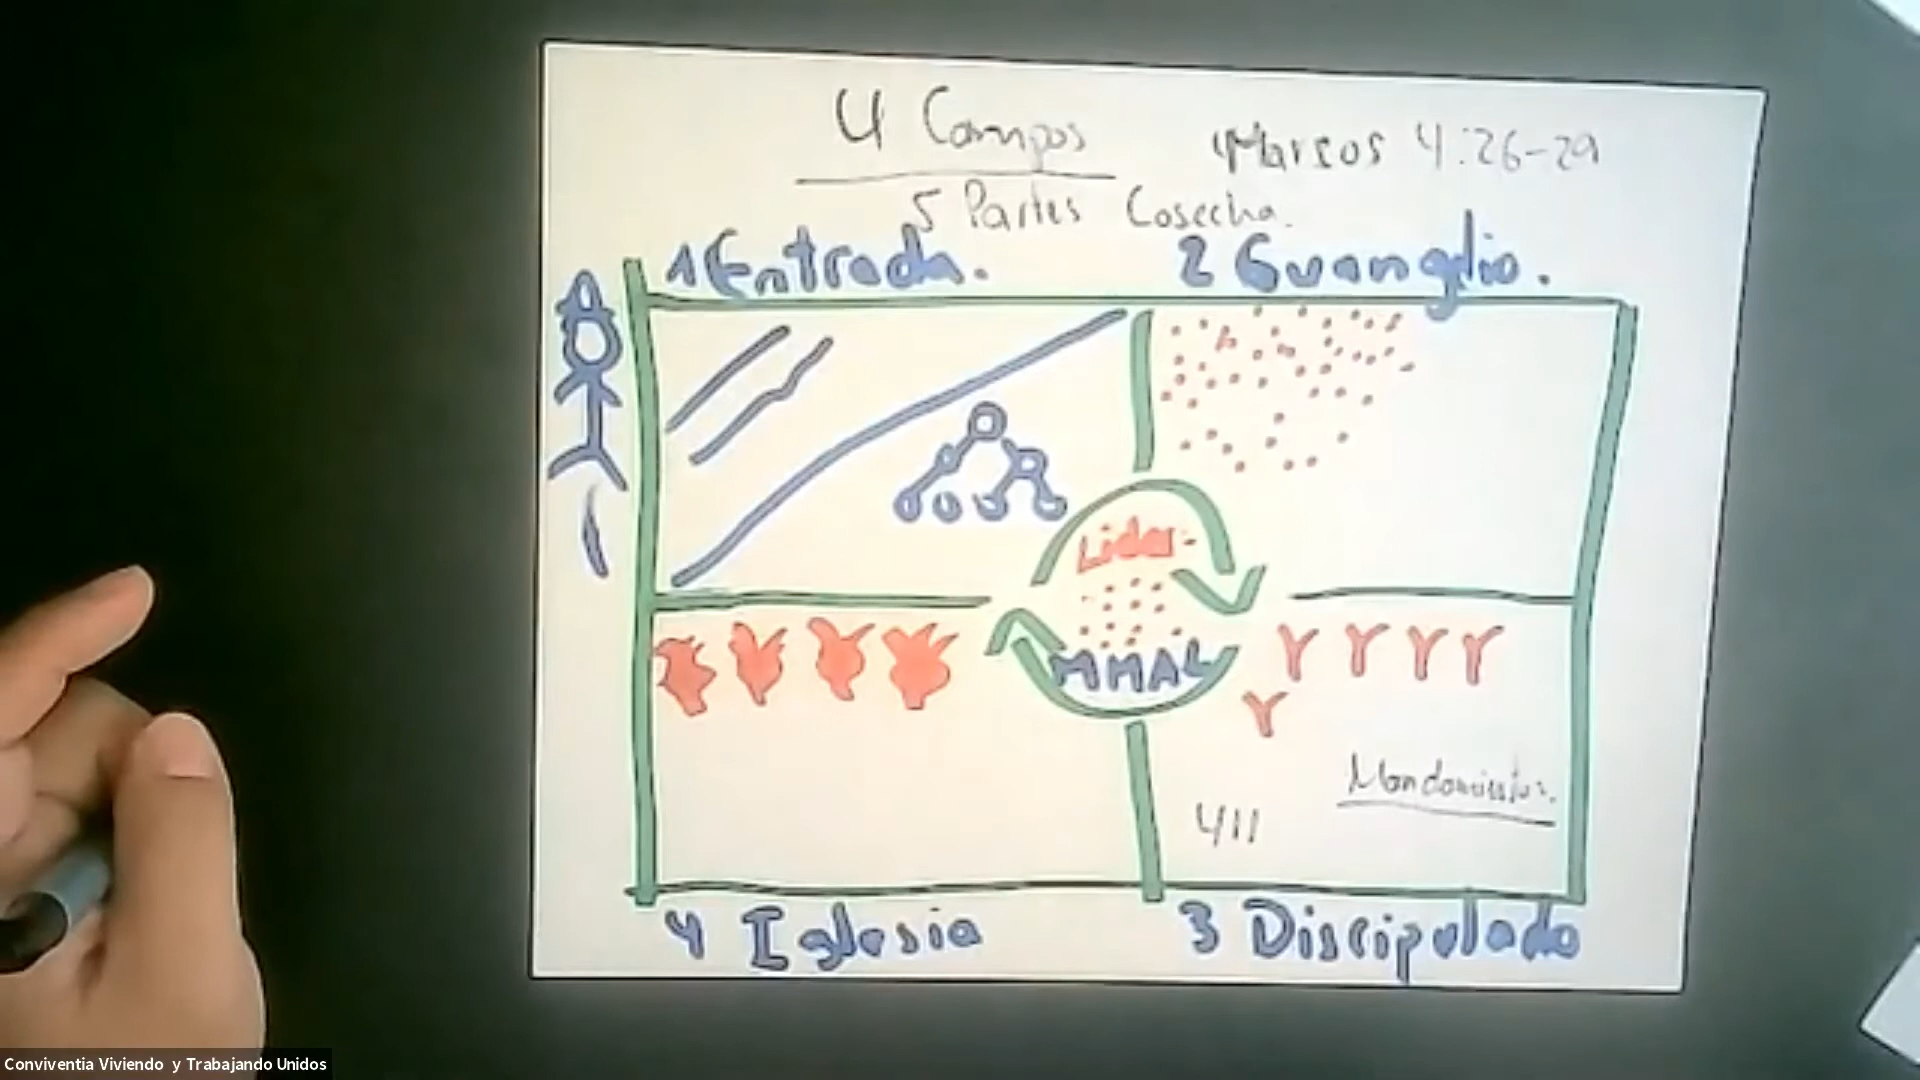 4 Campos
Marcos 4:26-29
5 Partes Cosecha.
1 Entrada.
2 Evangelio.
Lider
MMAL
Mandamientos.
411
4 Iglesia
3 Discipulado
Conviventia Viviendo y Trabajando Unidos